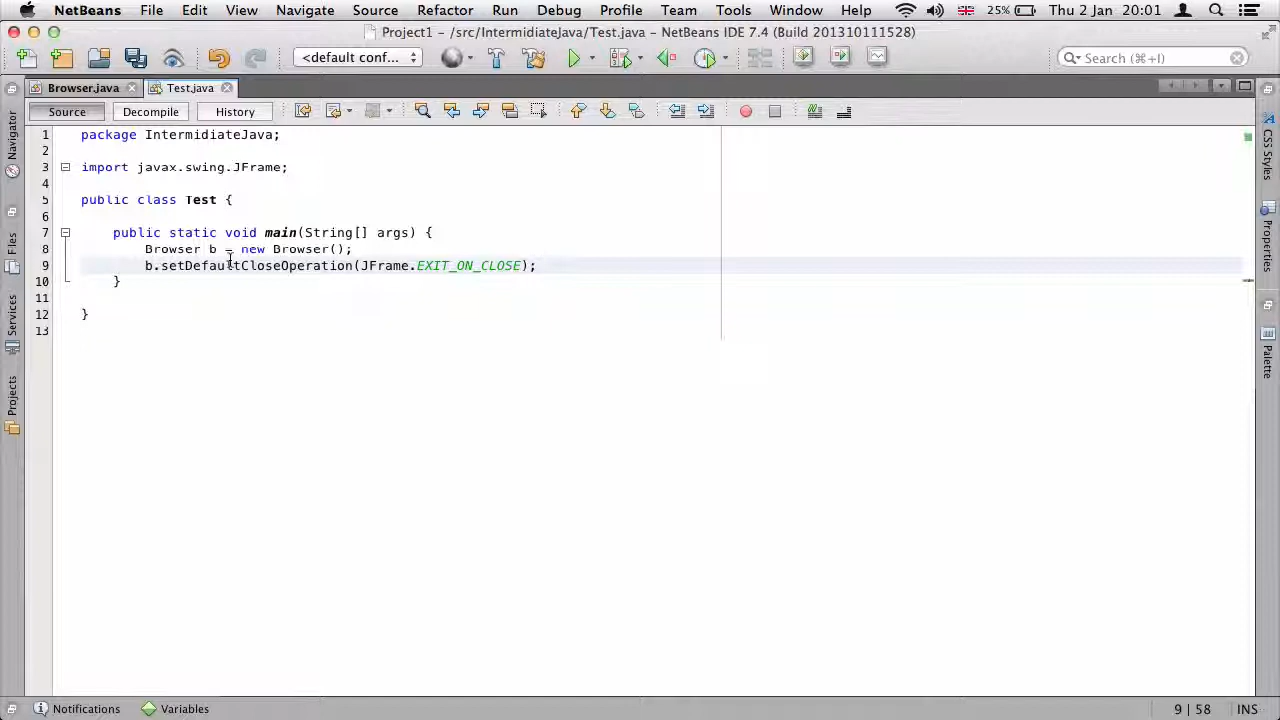 NetBeans File Edit View Navigate Source Refactor Run Debug Profile Team Tools Window Help 25% Thu 2 Jan 20:01
Project1 - /src/IntermidiateJava/Test.java - NetBeans IDE 7.4 (Build 201310111528)
<default conf... Search (⌘+I)
Browser.java Test.java
Source Decompile History
Navigator
Files
Services
Projects
1 package IntermidiateJava;
2
3 import javax.swing.JFrame;
4
5 public class Test {
6
7 public static void main(String[] args) {
8 Browser b = new Browser();
9 b.setDefaultCloseOperation(JFrame.EXIT_ON_CLOSE);
10 }
11
12 }
13
CSS Styles
Properties
Palette
Notifications Variables 9 | 58 INS